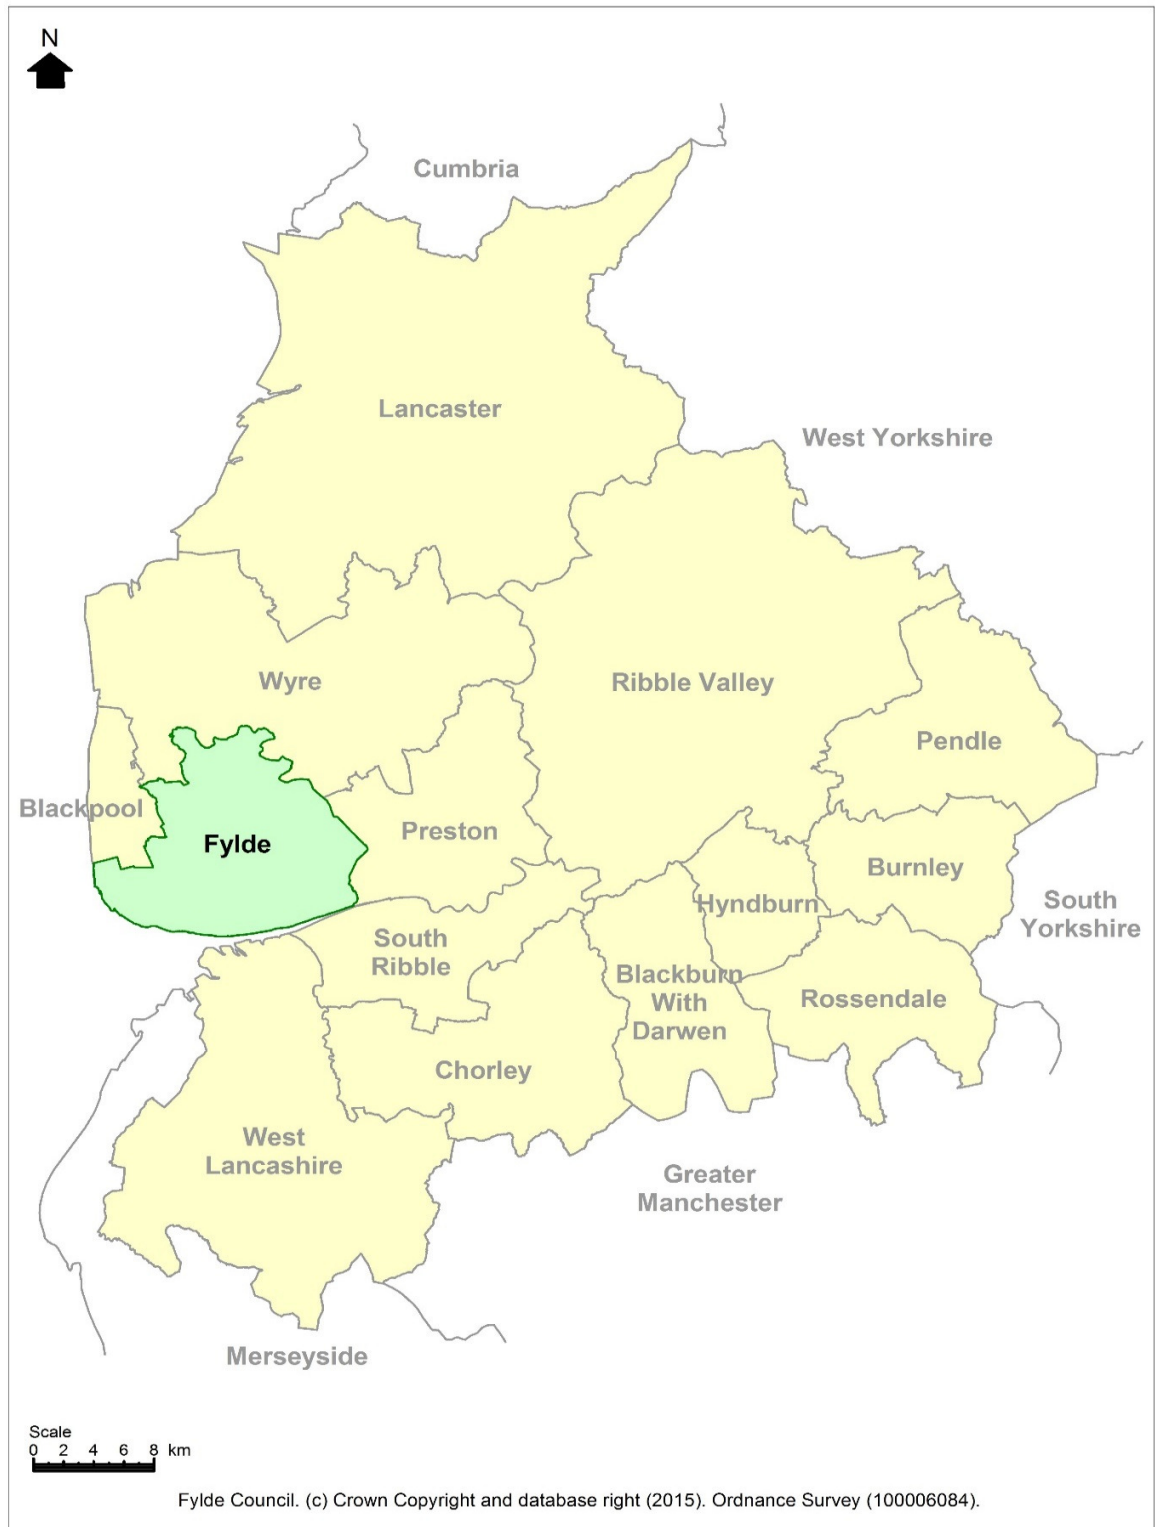 N
Cumbria
Lancaster
West Yorkshire
Wyre
Ribble Valley
Pendle
Blackpool
Fylde
Preston
Burnley
Hyndburn
South
Yorkshire
South
Ribble
Blackburn
With
Darwen
Rossendale
Chorley
West
Lancashire
Greater
Manchester
Merseyside
Scale
0 2 4 6 8 km
Fylde Council. (c) Crown Copyright and database right (2015). Ordnance Survey (100006084).